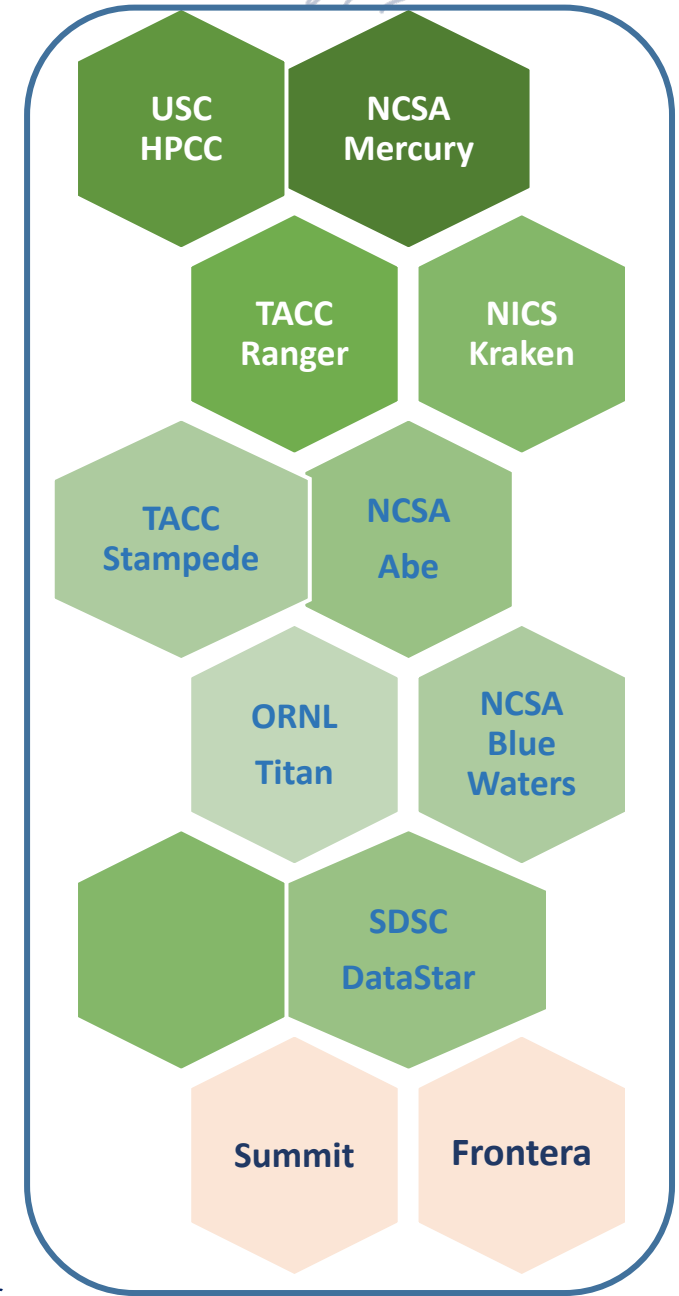 USC
HPCC
NCSA
Mercury
TACC
Ranger
NICS
Kraken
TACC
Stampede
NCSA
Abe
ORNL
Titan
NCSA
Blue
Waters
SDSC
DataStar
Summit
Frontera